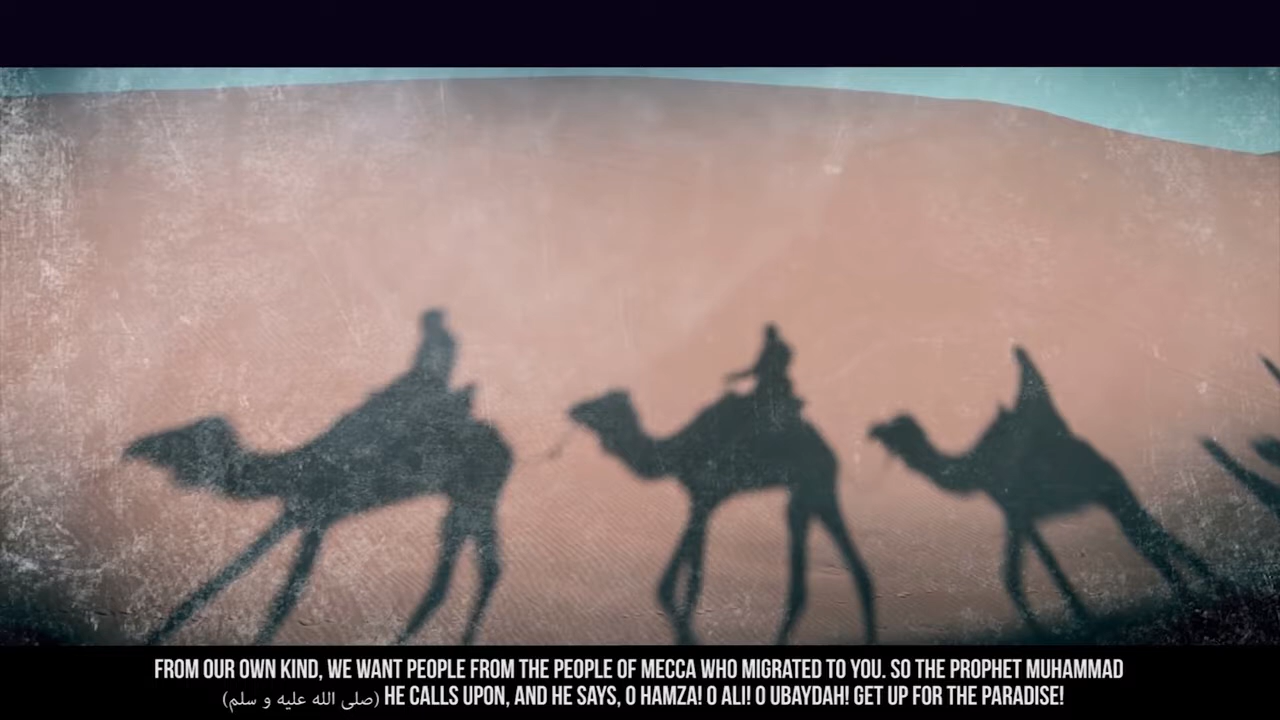 FROM OUR OWN KIND, WE WANT PEOPLE FROM THE PEOPLE OF MECCA WHO MIGRATED TO YOU. SO THE PROPHET MUHAMMAD
(صلى الله عليه و سلم) HE CALLS UPON, AND HE SAYS, O HAMZA! O ALI! O UBAYDAH! GET UP FOR THE PARADISE!